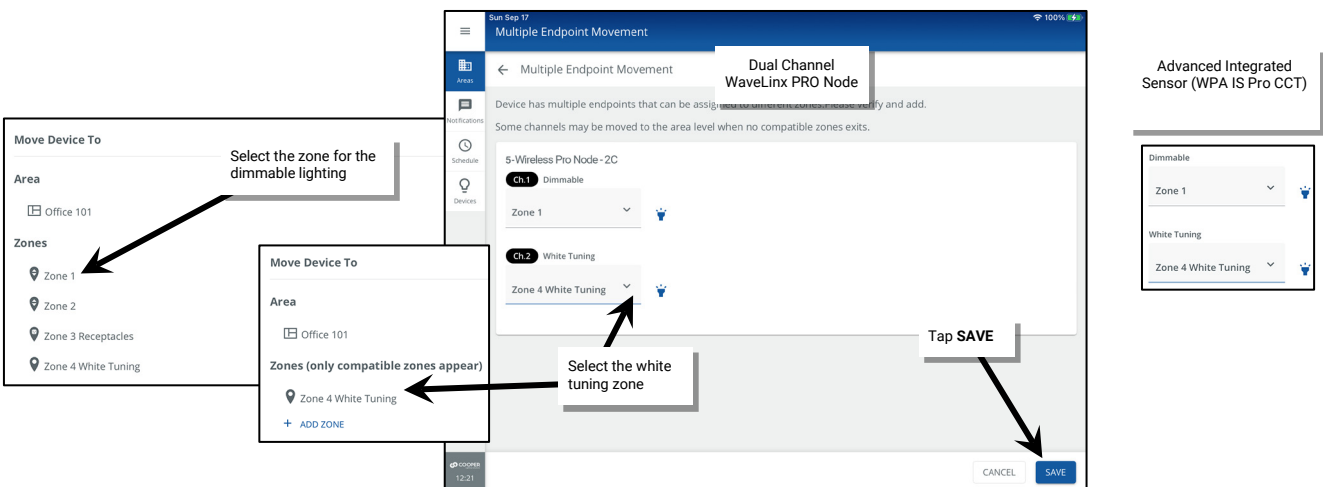 Move Device To
Area
Office 101
Zones
Zone 1
Zone 2
Zone 3 Receptacles
Zone 4 White Tuning
Select the zone for the
dimmable lighting
Move Device To
Area
Office 101
Zones (only compatible zones appear)
Zone 4 White Tuning
+ ADD ZONE
Sun Sep 17
100%
Multiple Endpoint Movement
Areas
Notifications
Schedule
Devices
COOPER
12:21
← Multiple Endpoint Movement
Dual Channel
WaveLinx PRO Node
Device has multiple endpoints that can be assigned to different zones.Please verify and add.
Some channels may be moved to the area level when no compatible zones exits.
5-Wireless Pro Node - 2C
Ch.1 Dimmable
Zone 1
Ch.2 White Tuning
Zone 4 White Tuning
Select the white
tuning zone
Tap SAVE
CANCEL
SAVE
Advanced Integrated
Sensor (WPA IS Pro CCT)
Dimmable
Zone 1
White Tuning
Zone 4 White Tuning